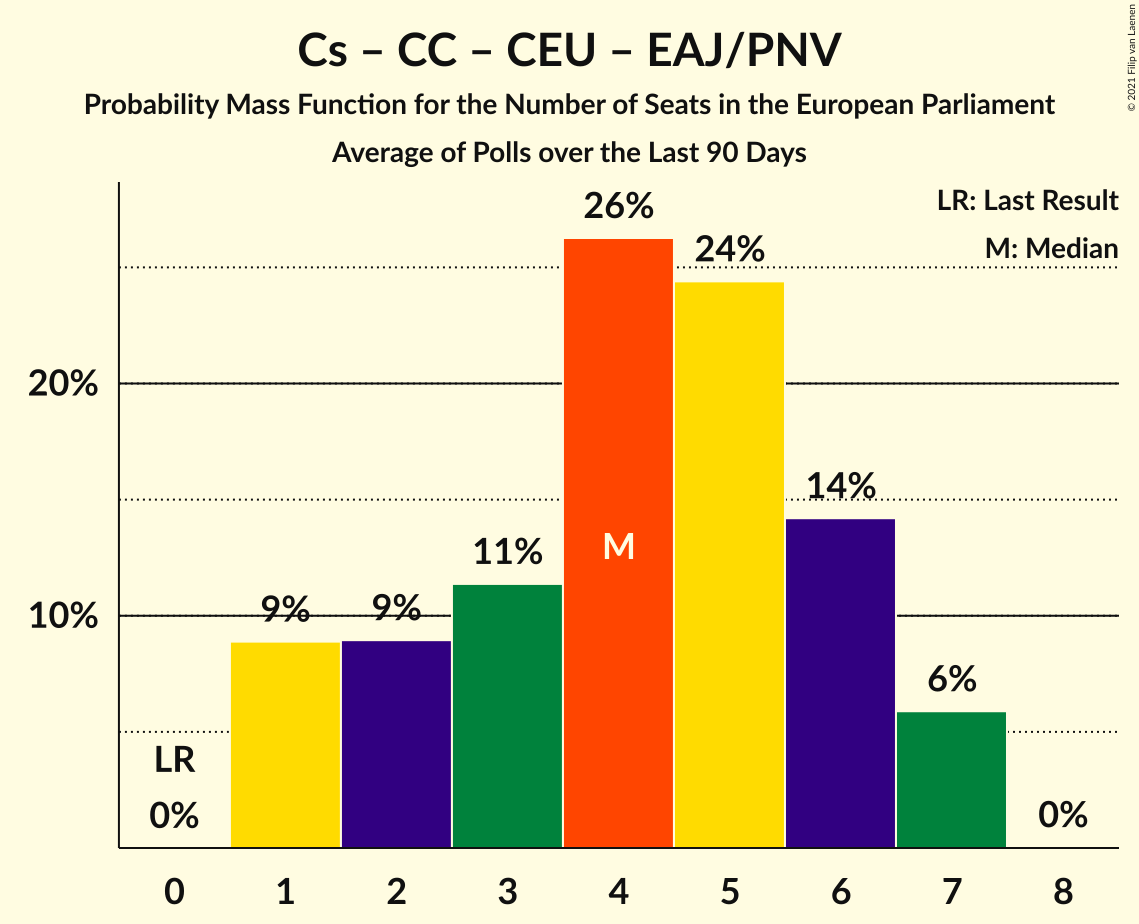 Cs – CC – CEU – EAJ/PNV
Probability Mass Function for the Number of Seats in the European Parliament
Average of Polls over the Last 90 Days
© 2021 Filip van Laenen
LR: Last Result
M: Median
26%
24%
20%
14%
M
11%
10%
9%
9%
6%
LR
0%
0%
0 1 2 3 4 5 6 7 8